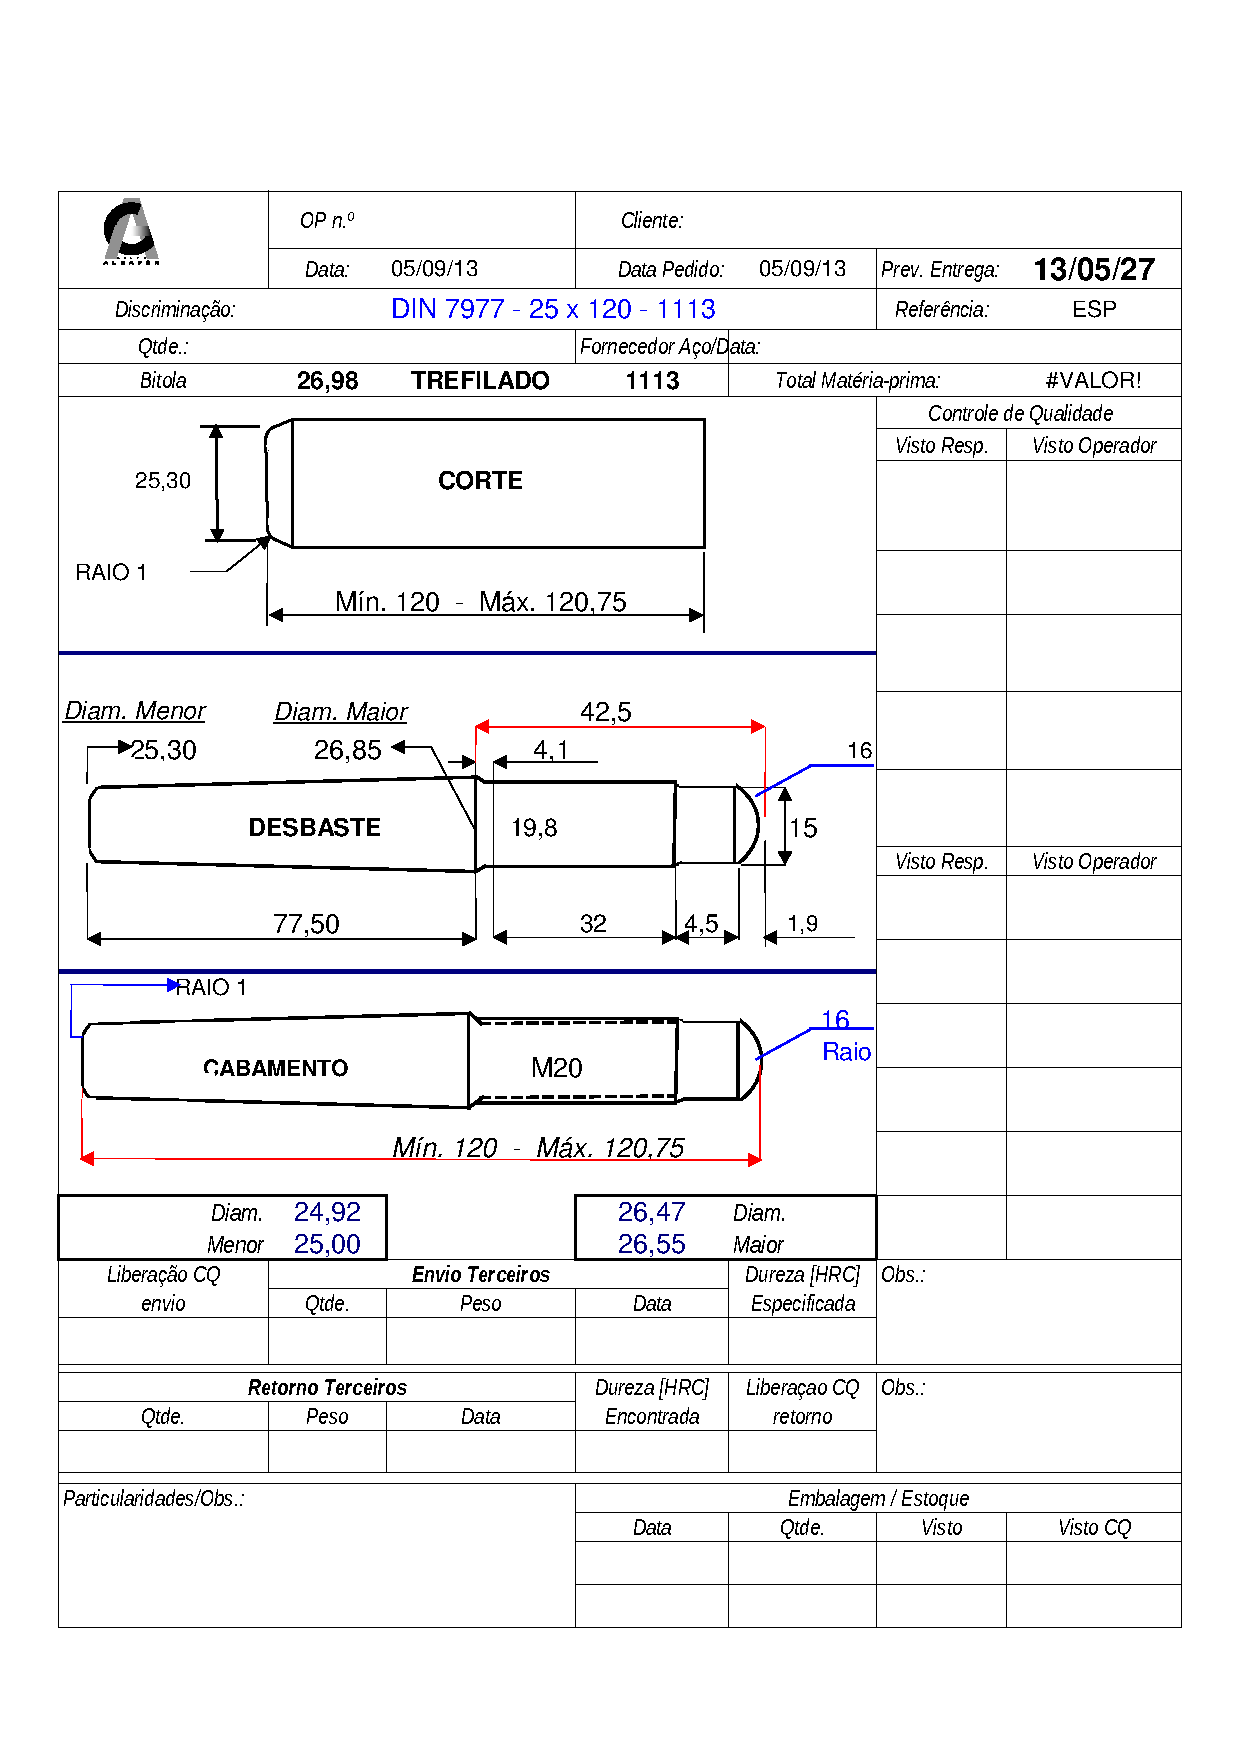 ALBAFER
OP n.º
Cliente:
Data: 05/09/13
Data Pedido: 05/09/13
Prev. Entrega: 13/05/27
Discriminação: DIN 7977 - 25 x 120 - 1113
Referência: ESP
Qtde.:
Fornecedor Aço/Data:
Bitola 26,98 TREFILADO 1113
Total Matéria-prima: #VALOR!
Controle de Qualidade
Visto Resp. Visto Operador
25,30
CORTE
RAIO 1
Mín. 120 - Máx. 120,75
Diam. Menor Diam. Maior 42,5
25,30 26,85 4,1 16
DESBASTE 19,8 15
Visto Resp. Visto Operador
77,50 32 4,5 1,9
RAIO 1
16
Raio
CABAMENTO M20
Mín. 120 - Máx. 120,75
Diam. 24,92 26,47 Diam.
Menor 25,00 26,55 Maior
Liberação CQ Envio Terceiros Dureza [HRC] Obs.:
envio Qtde. Peso Data Especificada
Retorno Terceiros Dureza [HRC] Liberaçao CQ Obs.:
Qtde. Peso Data Encontrada retorno
Particularidades/Obs.: Embalagem / Estoque
Data Qtde. Visto Visto CQ